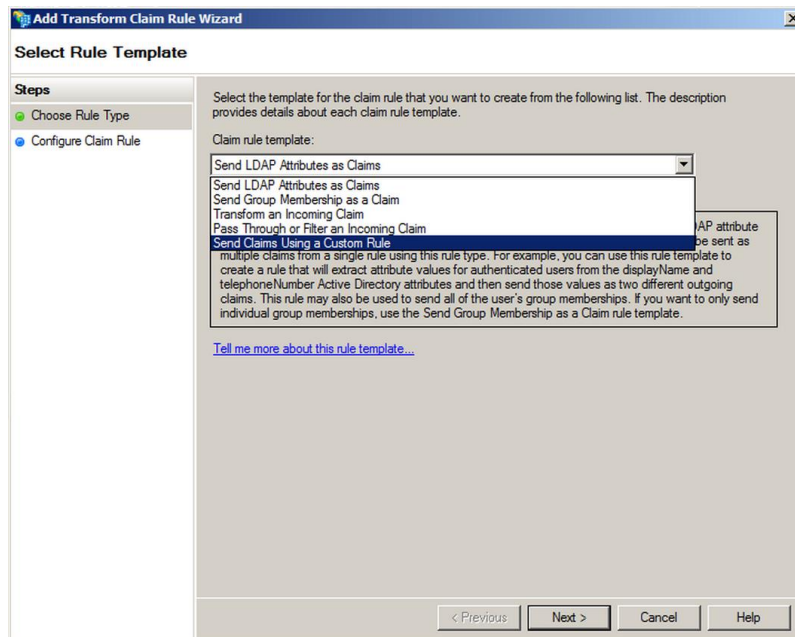 Add Transform Claim Rule Wizard
Select Rule Template
Steps
Choose Rule Type
Configure Claim Rule
Select the template for the claim rule that you want to create from the following list. The description
provides details about each claim rule template.
Claim rule template:
Send LDAP Attributes as Claims
Send LDAP Attributes as Claims
Send Group Membership as a Claim
Transform an Incoming Claim
Pass Through or Filter an Incoming Claim
Send Claims Using a Custom Rule
AP attribute
be sent as
multiple claims from a single rule using this rule type. For example, you can use this rule template to
create a rule that will extract attribute values for authenticated users from the displayName and
telephoneNumber Active Directory attributes and then send those values as two different outgoing
claims. This rule may also be used to send all of the user's group memberships. If you want to only send
individual group memberships, use the Send Group Membership as a Claim rule template.
Tell me more about this rule template...
< Previous
Next >
Cancel
Help